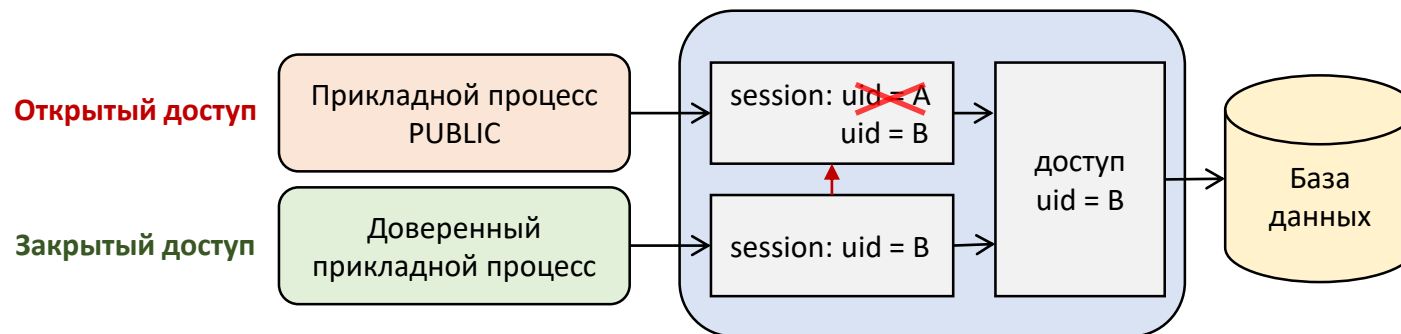 Открытый доступ
Прикладной процесс
PUBLIC
session: uid = A
uid = B
Закрытый доступ
Доверенный
прикладной процесс
session: uid = B
доступ
uid = B
База
данных